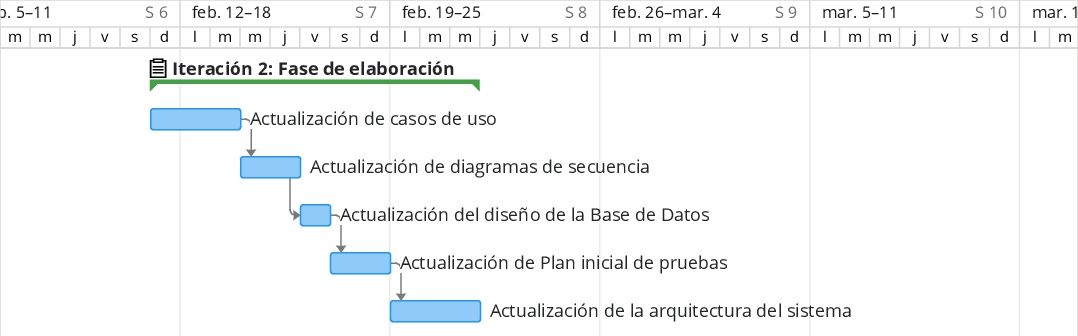 b. 5–11 S 6 feb. 12–18 S 7 feb. 19–25 S 8 feb. 26–mar. 4 S 9 mar. 5–11 S 10 mar. 1
m m j v s d l m m j v s d l m m j v s d l m m j v s d l m m j v s d l m
Iteración 2: Fase de elaboración
Actualización de casos de uso
Actualización de diagramas de secuencia
Actualización del diseño de la Base de Datos
Actualización de Plan inicial de pruebas
Actualización de la arquitectura del sistema